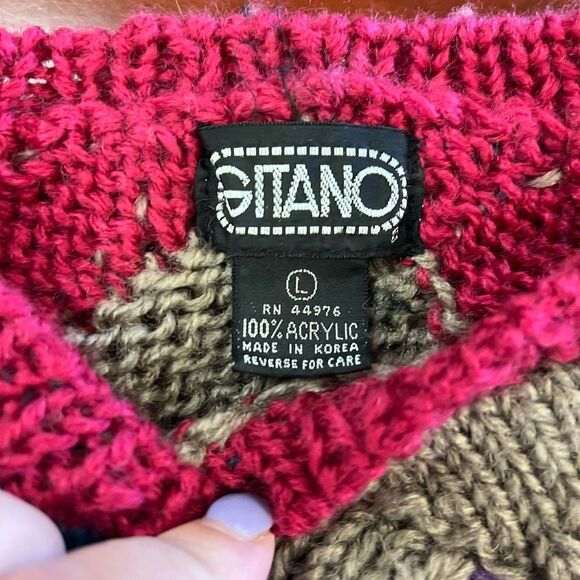 GITANO
L
RN 44976
100% ACRYLIC
MADE IN KOREA
REVERSE FOR CARE